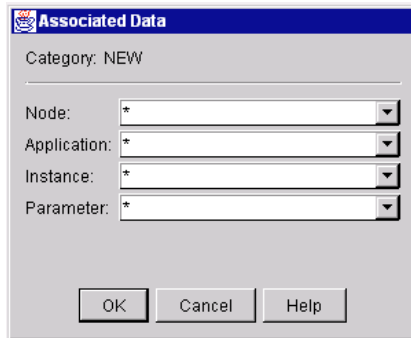 Associated Data
Category: NEW
Node: *
Application: *
Instance: *
Parameter: *
OK Cancel Help